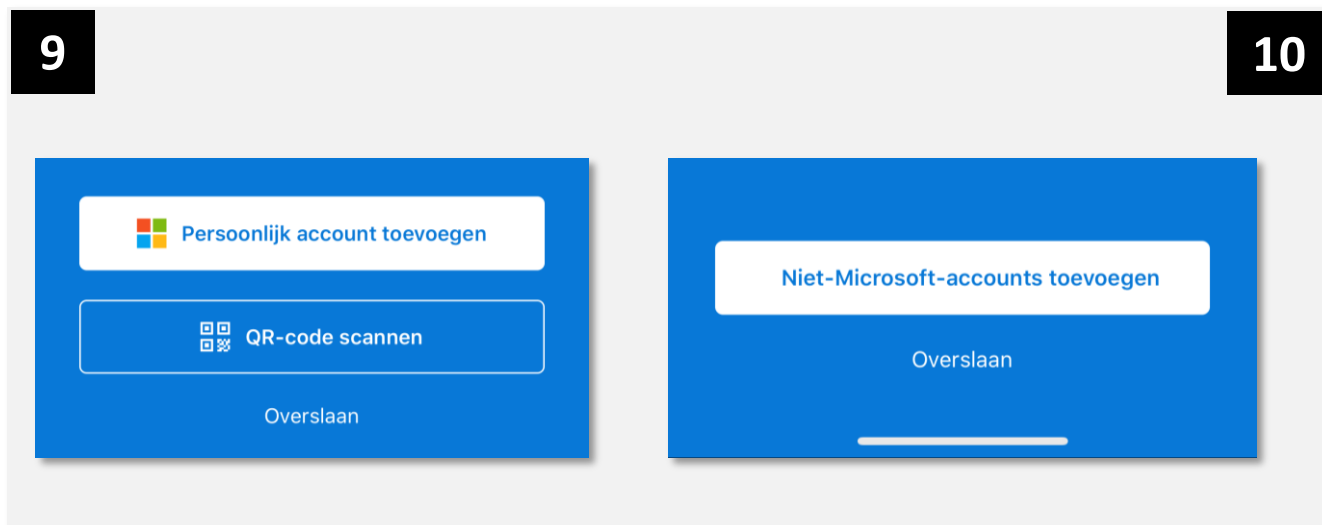 9
10
Persoonlijk account toevoegen
QR-code scannen
Overslaan
Niet-Microsoft-accounts toevoegen
Overslaan